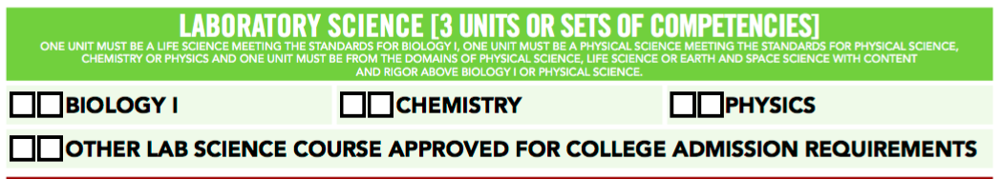 LABORATORY SCIENCE [3 UNITS OR SETS OF COMPETENCIES]
ONE UNIT MUST BE A LIFE SCIENCE MEETING THE STANDARDS FOR BIOLOGY I, ONE UNIT MUST BE A PHYSICAL SCIENCE MEETING THE STANDARDS FOR PHYSICAL SCIENCE,
CHEMISTRY OR PHYSICS AND ONE UNIT MUST BE FROM THE DOMAINS OF PHYSICAL SCIENCE, LIFE SCIENCE OR EARTH AND SPACE SCIENCE WITH CONTENT
AND RIGOR ABOVE BIOLOGY I OR PHYSICAL SCIENCE.
BIOLOGY I CHEMISTRY PHYSICS
OTHER LAB SCIENCE COURSE APPROVED FOR COLLEGE ADMISSION REQUIREMENTS